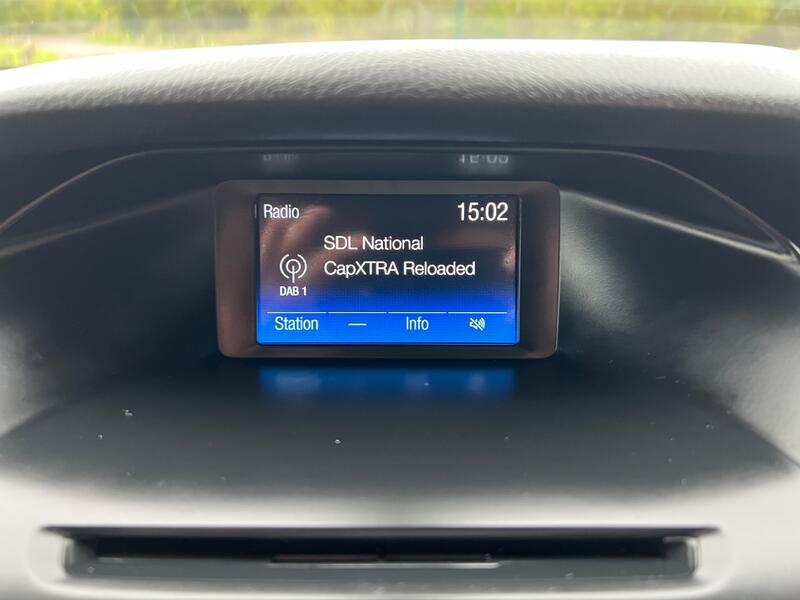 Radio 15:02
SDL National
CapXTRA Reloaded
DAB 1
Station — Info